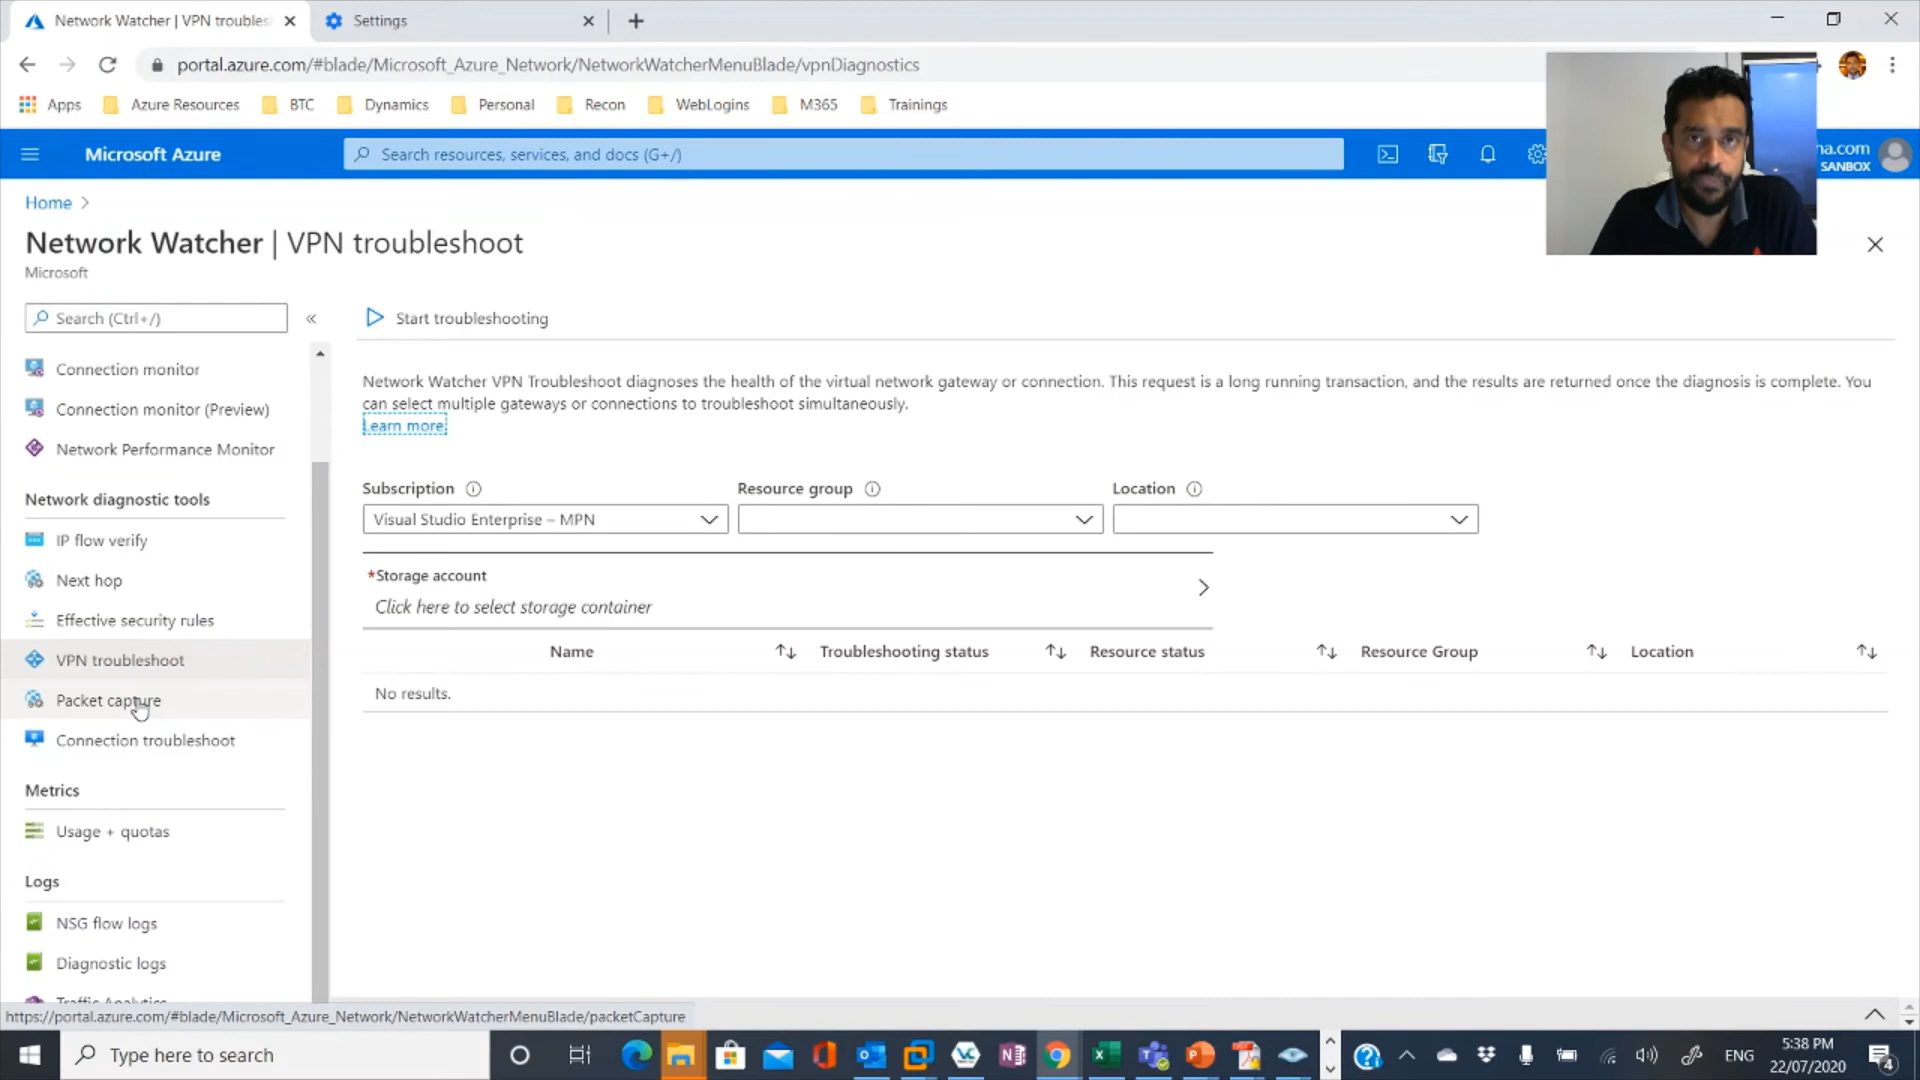 Network Watcher | VPN troubles
Settings
portal.azure.com/#blade/Microsoft_Azure_Network/NetworkWatcherMenuBlade/vpnDiagnostics
Apps
Azure Resources
BTC
Dynamics
Personal
Recon
WebLogins
M365
Trainings
Microsoft Azure
Search resources, services, and docs (G+/)
na.com
SANBOX
Home
Network Watcher | VPN troubleshoot
Microsoft
Search (Ctrl+/)
Start troubleshooting
Connection monitor
Connection monitor (Preview)
Network Performance Monitor
Network diagnostic tools
IP flow verify
Next hop
Effective security rules
VPN troubleshoot
Packet capture
Connection troubleshoot
Metrics
Usage + quotas
Logs
NSG flow logs
Diagnostic logs
Traffic Analytics
Network Watcher VPN Troubleshoot diagnoses the health of the virtual network gateway or connection. This request is a long running transaction, and the results are returned once the diagnosis is complete. You
can select multiple gateways or connections to troubleshoot simultaneously.
Learn more.
Subscription
Resource group
Location
Visual Studio Enterprise – MPN
*Storage account
Click here to select storage container
Name
Troubleshooting status
Resource status
Resource Group
Location
No results.
https://portal.azure.com/#blade/Microsoft_Azure_Network/NetworkWatcherMenuBlade/packetCapture
Type here to search
ENG
5:38 PM
22/07/2020
4